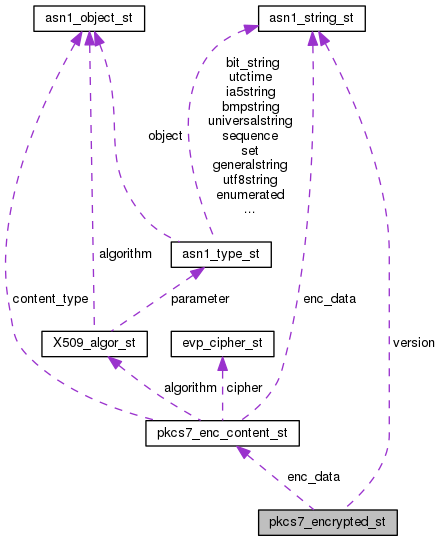 asn1_object_st
asn1_string_st
bit_string
utctime
ia5string
bmpstring
universalstring
sequence
set
generalstring
utf8string
enumerated
...
object
asn1_type_st
algorithm
content_type
parameter
enc_data
X509_algor_st
evp_cipher_st
version
algorithm
cipher
pkcs7_enc_content_st
enc_data
pkcs7_encrypted_st